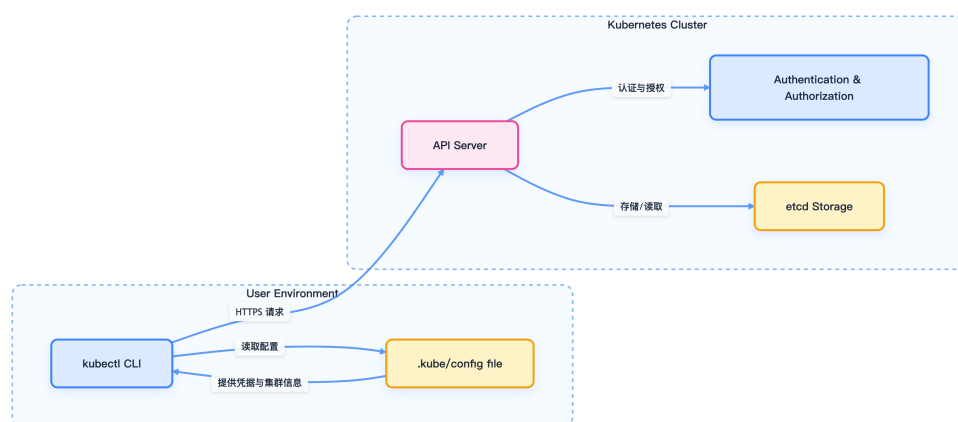 Kubernetes Cluster
Authentication &
Authorization
认证与授权
API Server
存储/读取
etcd Storage
User Environment
HTTPS 请求
读取配置
kubectl CLI
.kube/config file
提供凭据与集群信息